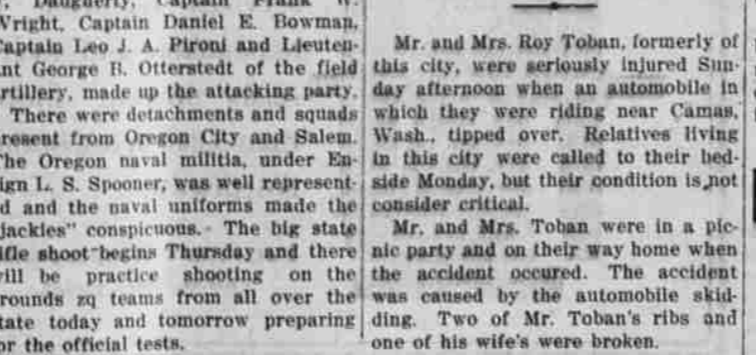 Daugherty, Captain Frank W.
Wright, Captain Daniel E. Bowman,
Captain Leo J. A. Pironi and Lieuten-
ant George B. Otterstedt of the field
artillery, made up the attacking party.
There were detachments and squads
present from Oregon City and Salem.
The Oregon naval militia, under En-
sign L. S. Spooner, was well represent-
ed and the naval uniforms made the
"jackies" conspicuous. The big state
rifle shoot begins Thursday and there
will be practice shooting on the
grounds zq teams from all over the
state today and tomorrow preparing
for the official tests.
Mr. and Mrs. Roy Toban, formerly of
this city, were seriously injured Sun-
day afternoon when an automobile in
which they were riding near Camas,
Wash., tipped over. Relatives living
in this city were called to their bed-
side Monday, but their condition is not
consider critical.
Mr. and Mrs. Toban were in a pic-
nic party and on their way home when
the accident occured. The accident
was caused by the automobile skid-
ding. Two of Mr. Toban's ribs and
one of his wife's were broken.